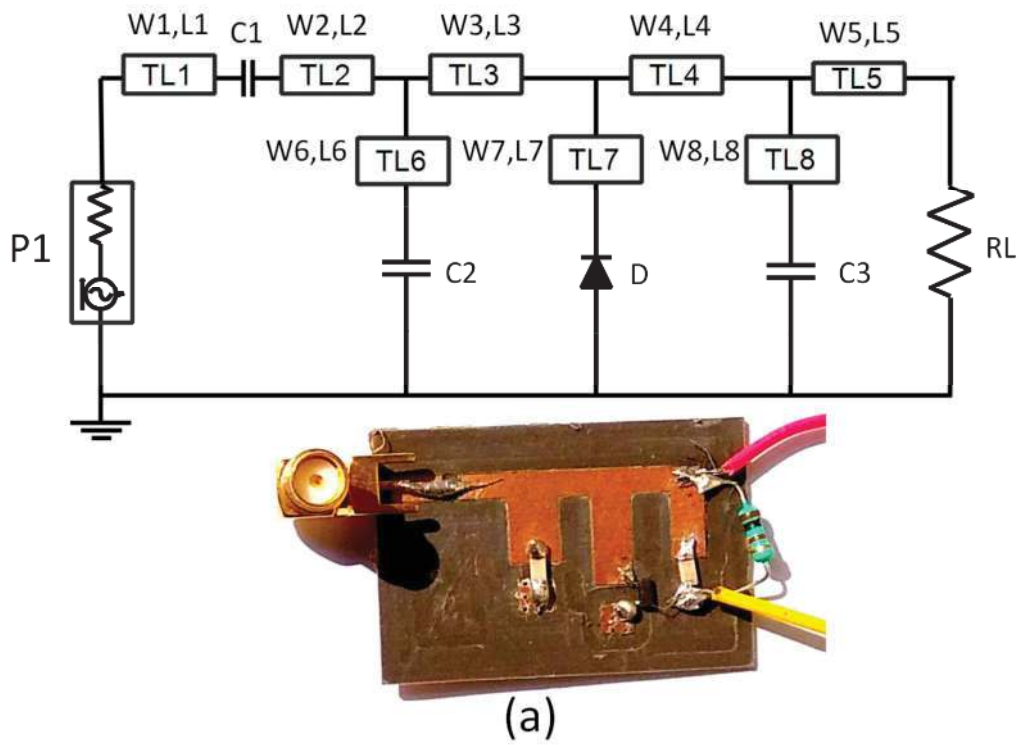 W1,L1 C1 W2,L2 W3,L3 W4,L4 W5,L5
TL1 TL2 TL3 TL4 TL5
W6,L6 TL6 W7,L7 TL7 W8,L8 TL8
P1 C2 D C3 RL
(a)